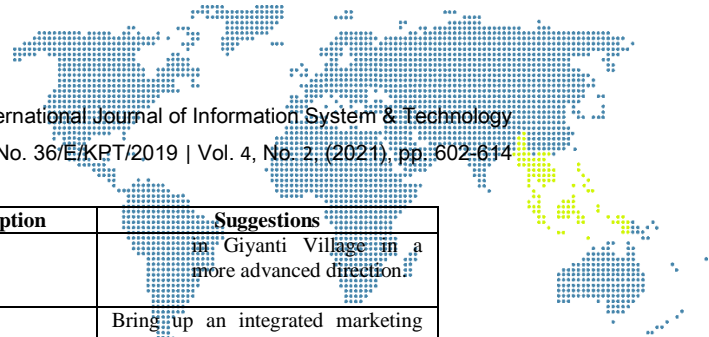 ernational Journal of Information System & Technology
No. 36/E/KPT/2019 | Vol. 4, No. 2, (2021), pp. 602-614
ption Suggestions
in Giyanti Village in a
more advanced direction.
Bring up an integrated marketing